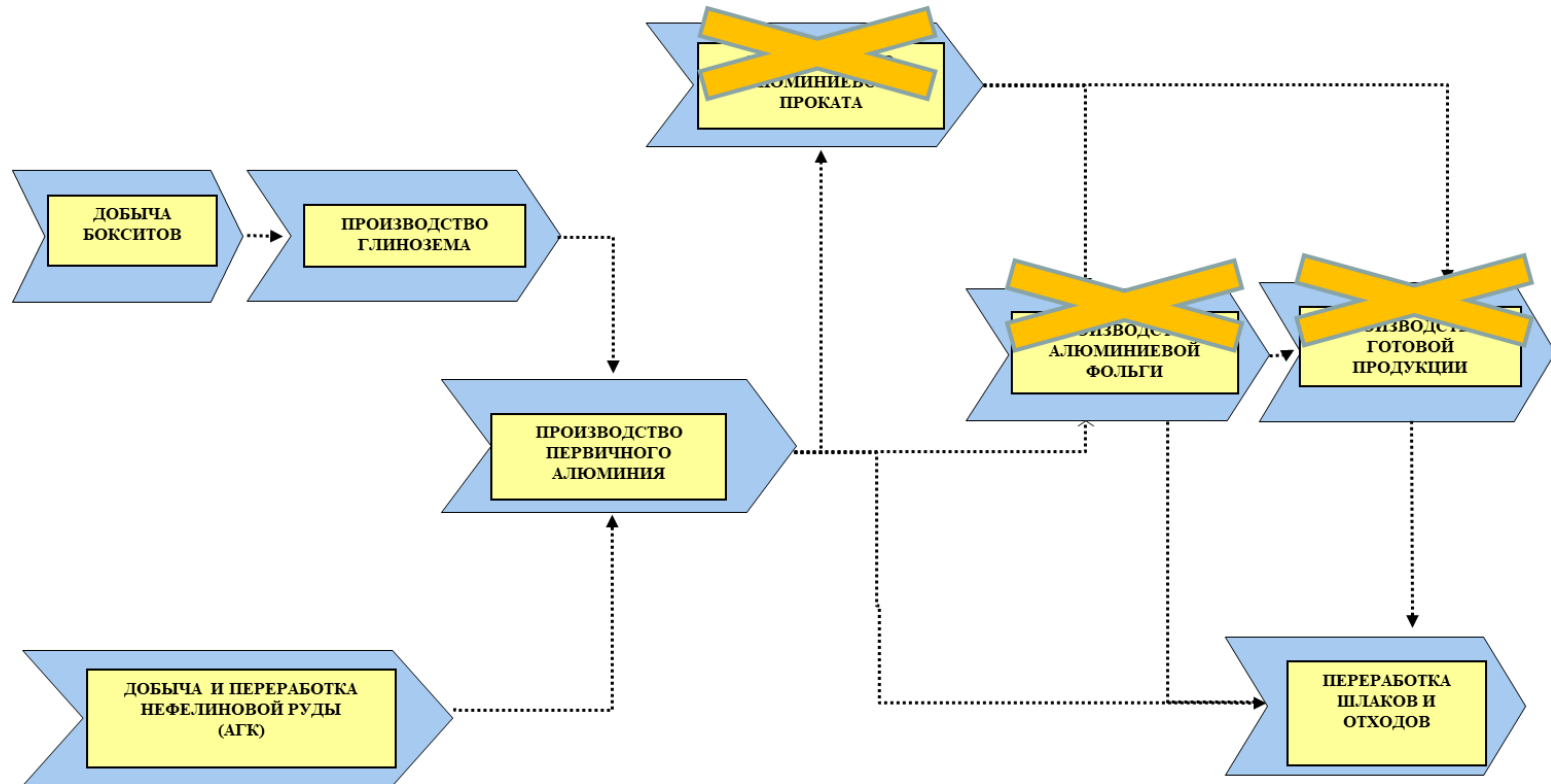 ПРОКАТА
ДОБЫЧА
БОКСИТОВ
ПРОИЗВОДСТВО
ГЛИНОЗЕМА
АЛЮМИНИЕВОЙ
ФОЛЬГИ
ГОТОВОЙ
ПРОДУКЦИИ
ПРОИЗВОДСТВО
ПЕРВИЧНОГО
АЛЮМИНИЯ
ДОБЫЧА И ПЕРЕРАБОТКА
НЕФЕЛИНОВОЙ РУДЫ
(АГК)
ПЕРЕРАБОТКА
ШЛАКОВ И
ОТХОДОВ